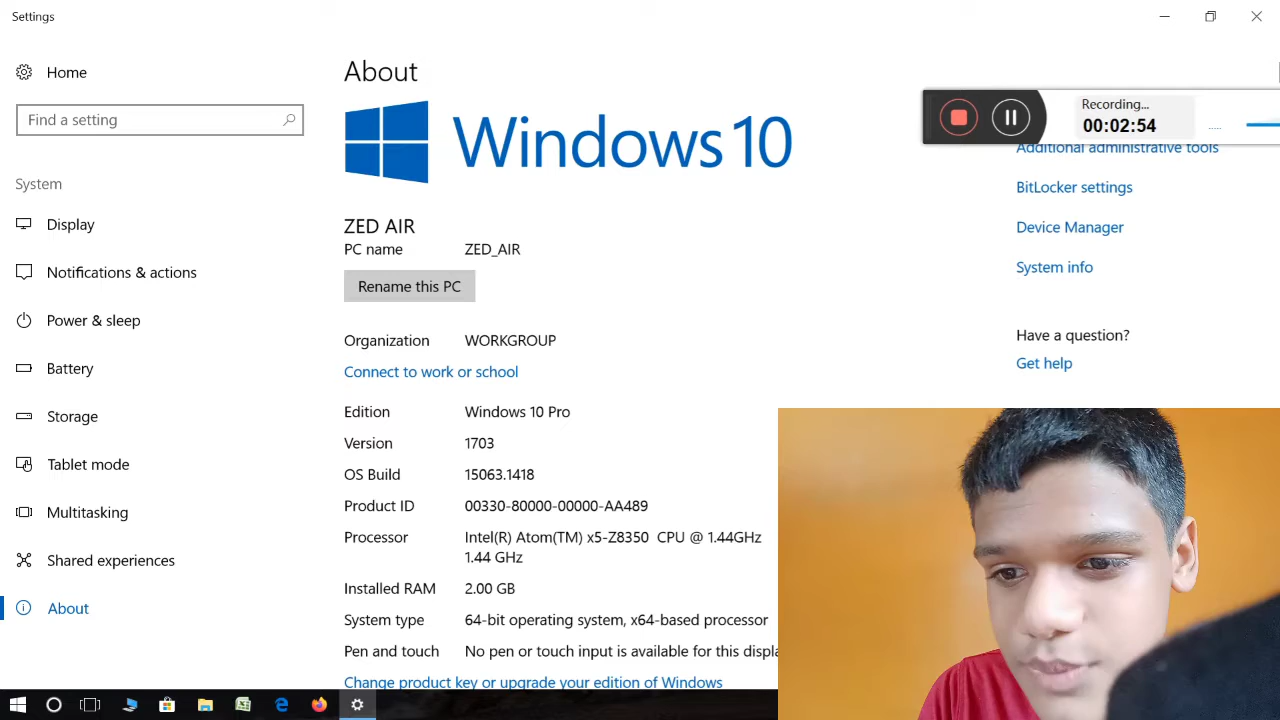 Settings
Home
Find a setting
System
Display
Notifications & actions
Power & sleep
Battery
Storage
Tablet mode
Multitasking
Shared experiences
About
About
Windows 10
ZED AIR
PC name ZED_AIR
Rename this PC
Organization WORKGROUP
Connect to work or school
Edition Windows 10 Pro
Version 1703
OS Build 15063.1418
Product ID 00330-80000-00000-AA489
Processor Intel(R) Atom(TM) x5-Z8350 CPU @ 1.44GHz
1.44 GHz
Installed RAM 2.00 GB
System type 64-bit operating system, x64-based processor
Pen and touch No pen or touch input is available for this displa
Change product key or upgrade your edition of Windows
Recording...
00:02:54
.....
Additional administrative tools
BitLocker settings
Device Manager
System info
Have a question?
Get help